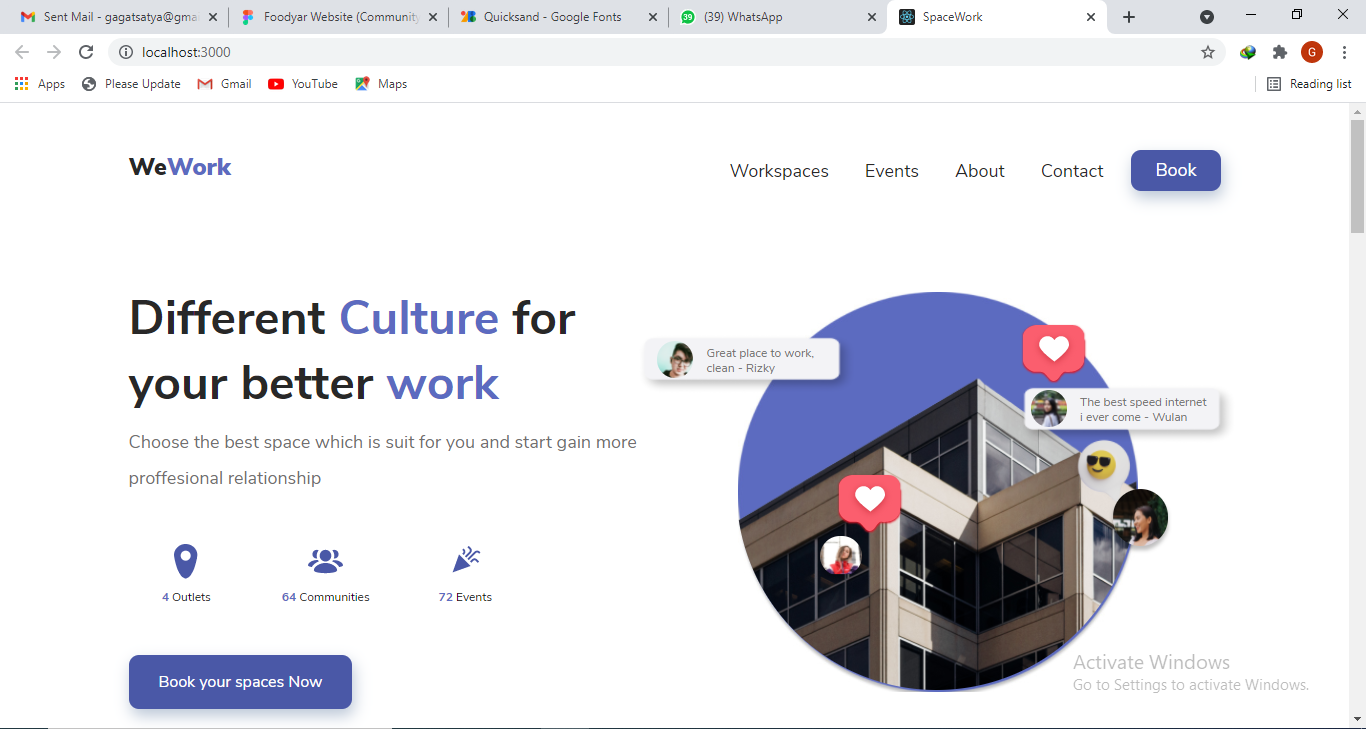 Sent Mail - gagatsatya@gma
Foodyar Website (Community
Quicksand - Google Fonts
39
(39) WhatsApp
SpaceWork
localhost:3000
G
Apps
Please Update
Gmail
YouTube
Maps
Reading list
WeWork
Workspaces
Events
About
Contact
Book
Different Culture for
your better work
Choose the best space which is suit for you and start gain more
proffesional relationship
4 Outlets
64 Communities
72 Events
Book your spaces Now
Great place to work,
clean - Rizky
The best speed internet
i ever come - Wulan
Activate Windows
Go to Settings to activate Windows.